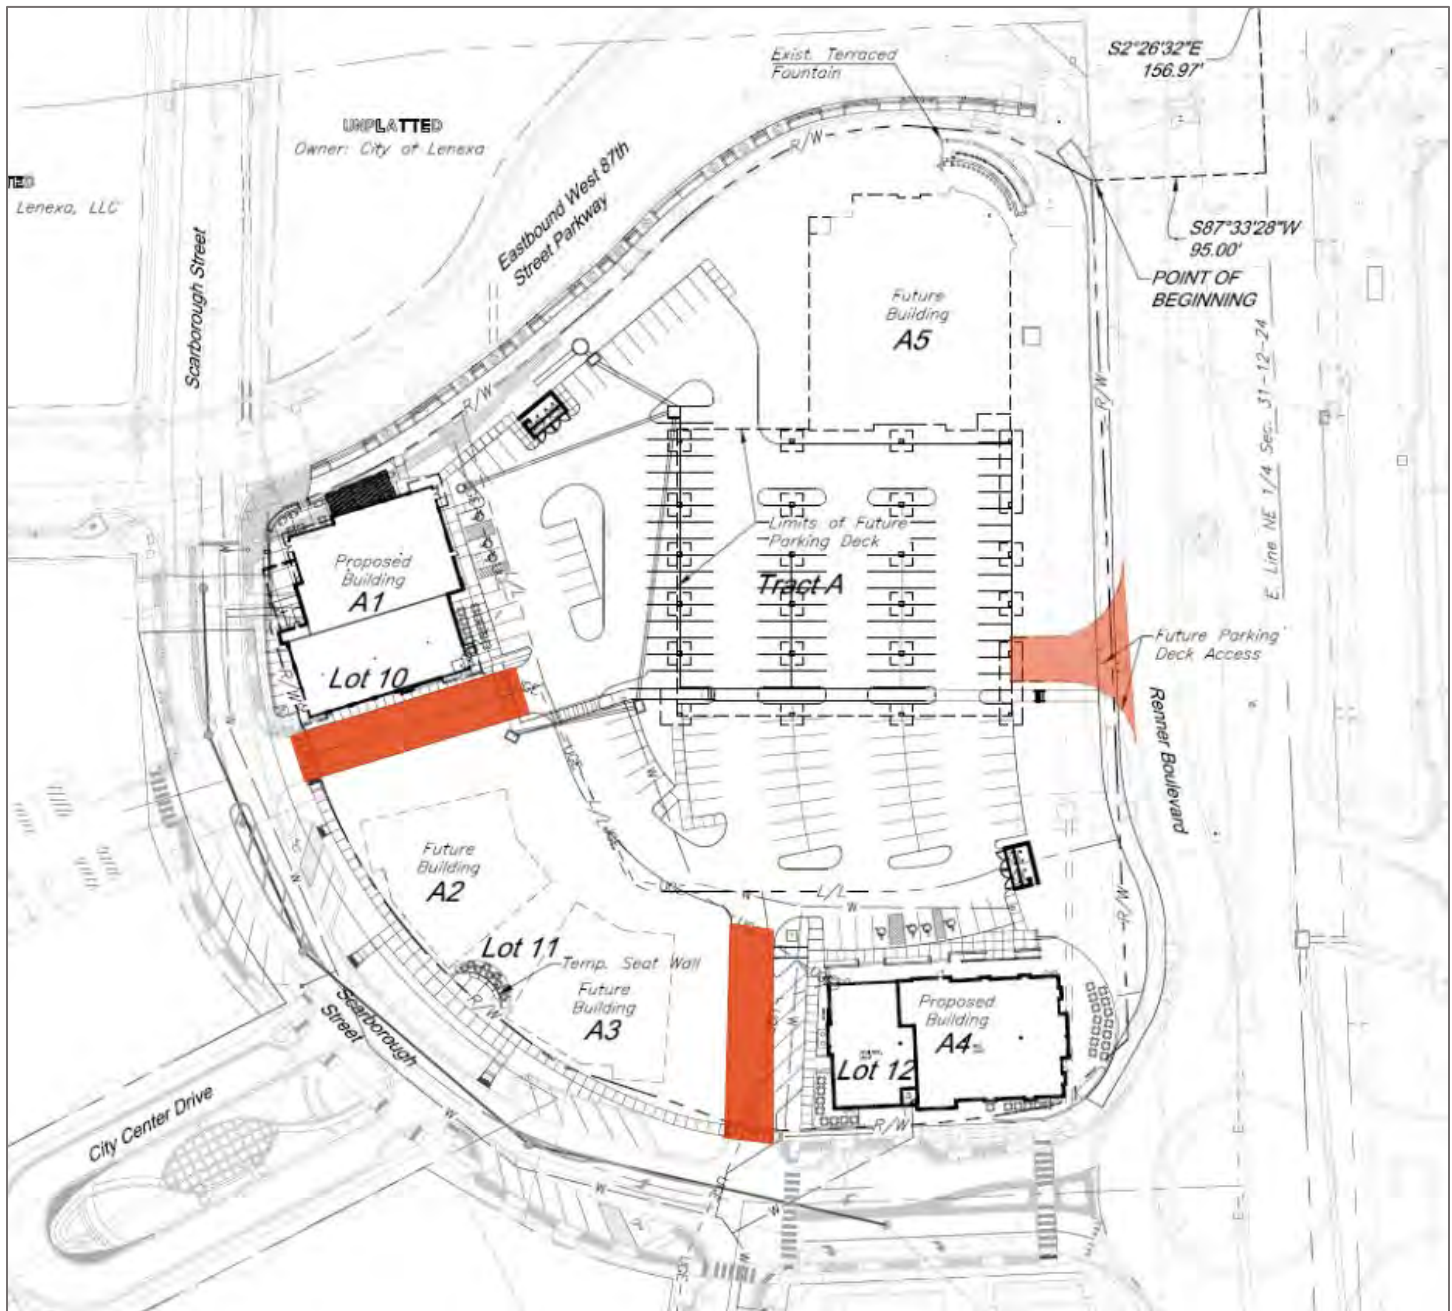 Exist. Terraced
Fountain
S2°26'32"E
156.97'
UNPLATTED
Owner: City of Lenexa
Lenexa, LLC
Eastbound West 87th
Street Parkway
R/W
S87°33'28"W
95.00'
POINT OF
BEGINNING
Scarborough Street
Future
Building
A5
E. Line NE 1/4 Sec. 31-12-24
R/W
R/W
Limits of Future
Parking Deck
Tract A
Proposed
Building
A1
L/L
Lot 10
R/W
Future Parking
Deck Access
Renner Boulevard
UGE
L/L
W
Future
Building
A2
L/L
W
R/W
Lot 11
Temp. Seat Wall
Future
Building
A3
R/W
Proposed
Building
A4
Lot 12
R/W
Scarborough
Street
City Center Drive
W
W
UGE
W